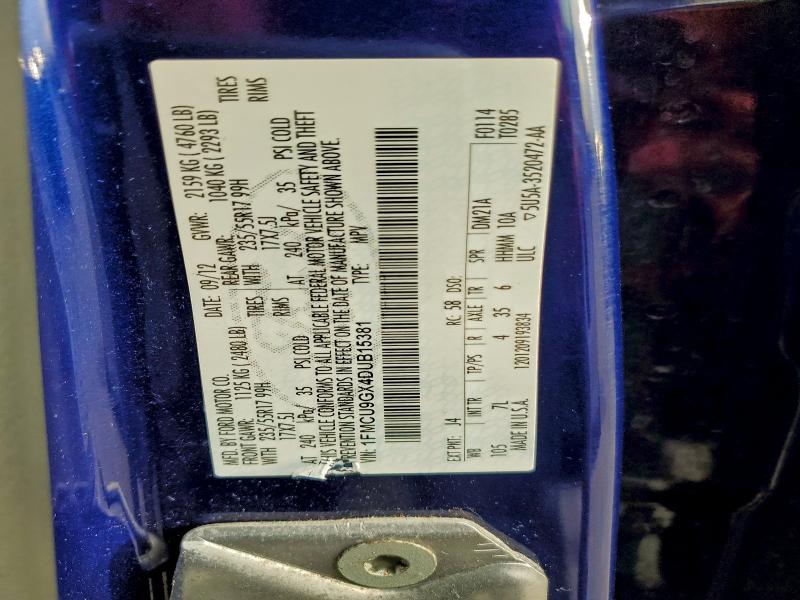 MFD. BY FORD MOTOR CO.
DATE: 09/12 GVWR: 2159 KG ( 4760 LB)
FRONT GAWR: 1125 KG ( 2480 LB) REAR GAWR: 1040 KG ( 2293 LB)
WITH 235/55R17 99H TIRES WITH 235/55R17 99H TIRES
17X7.5J RIMS 17X7.5J RIMS
AT 240 kPa/ 35 PSI COLD AT 240 kPa/ 35 PSI COLD
THIS VEHICLE CONFORMS TO ALL APPLICABLE FEDERAL MOTOR VEHICLE SAFETY AND THEFT
PREVENTION STANDARDS IN EFFECT ON THE DATE OF MANUFACTURE SHOWN ABOVE.
VIN: 1FMCU9GX4DUB15381 TYPE: MPV
F0114
T0285
EXT PNT: J4 RC: 58 DSO:
WB INT TR TP/PS R AXLE TR SPR DIM21A
105 7L 4 35 6 HHMM 10A
MADE IN U.S.A. 1201209193834 ULC ▽5U5A-3520472-AA